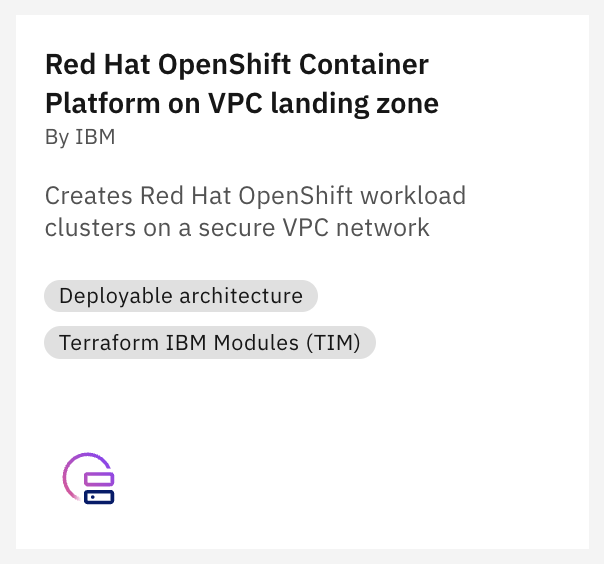 Red Hat OpenShift Container
Platform on VPC landing zone
By IBM
Creates Red Hat OpenShift workload
clusters on a secure VPC network
Deployable architecture
Terraform IBM Modules (TIM)